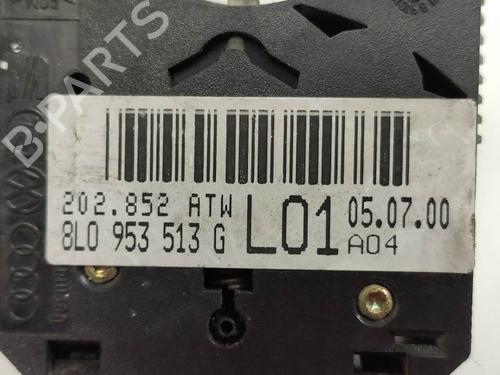 B-PARTS
202.852 ATW
8L0 953 513 G
L01
05.07.00
A04